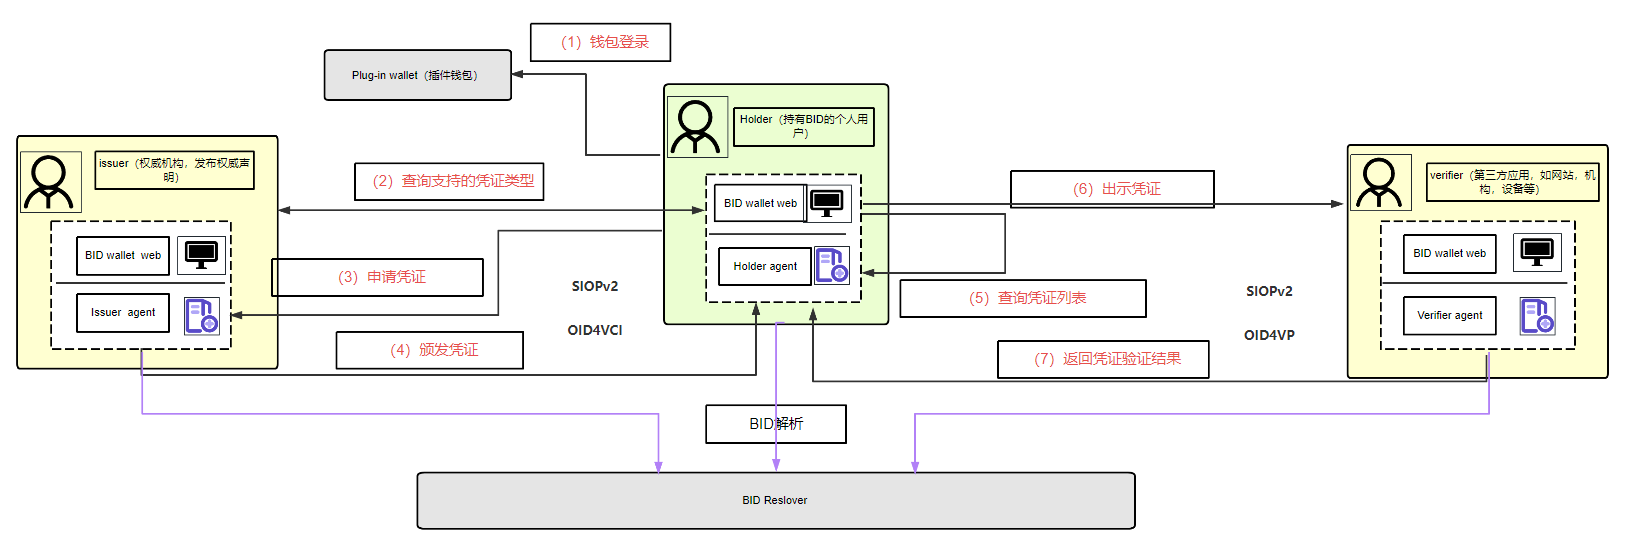 （1）钱包登录
Plug-in wallet（插件钱包）
Holder（持有BID的个人用
户）
issuer（权威机构，发布权威声
明）
（2）查询支持的凭证类型
（6）出示凭证
verifier（第三方应用，如网站，机
构，设备等）
BID wallet web
BID wallet  web
BID wallet web
Holder agent
（3）申请凭证
SIOPv2
（5）查询凭证列表
SIOPv2
Issuer  agent
Verifier agent
OID4VCI
OID4VP
（4）颁发凭证
（7）返回凭证验证结果
BID解析
BID Reslover